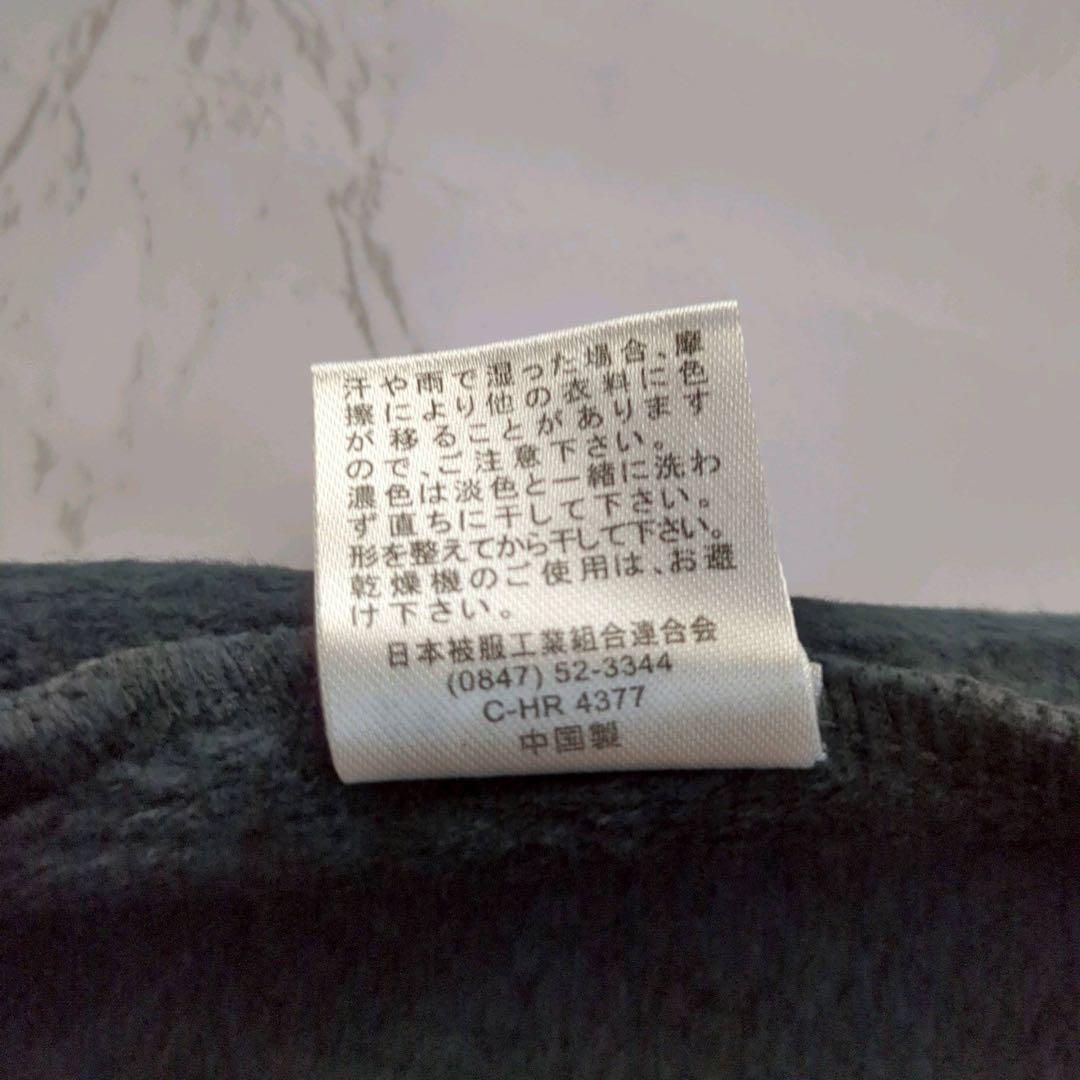 汗や雨で湿った場合、摩
擦により他の衣料に色
が移ることがあります
ので、ご注意下さい。
濃色は淡色と一緒に洗わ
ず直ちに干して下さい。
形を整えてから干して下さい。
乾燥機のご使用は、お避
け下さい。
日本被服工業組合連合会
(0847) 52-3344
C-HR 4377
中国製